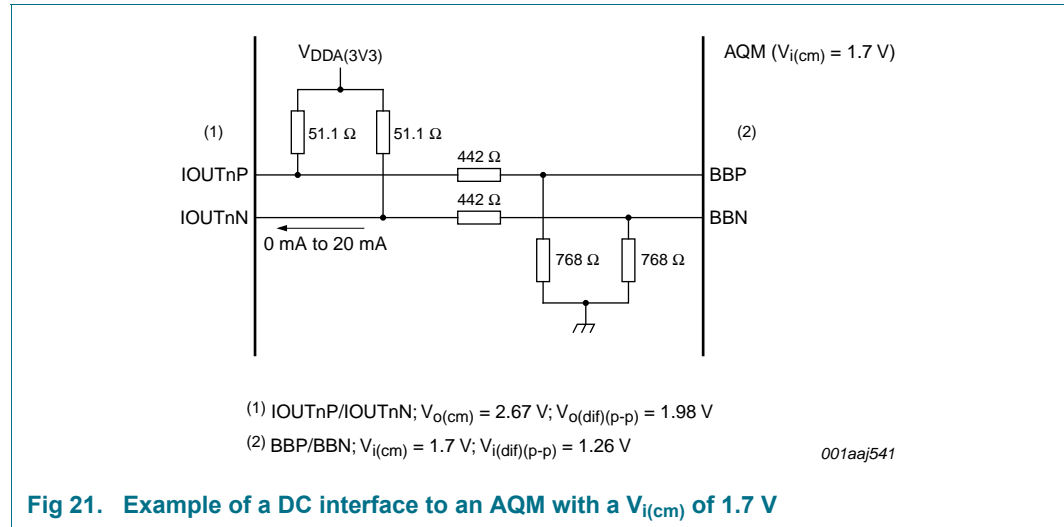 VDDA(3V3)
AQM (Vi(cm) = 1.7 V)
(1)
51.1 Ω
51.1 Ω
(2)
442 Ω
IOUTnP
BBP
442 Ω
IOUTnN
BBN
0 mA to 20 mA
768 Ω
768 Ω
(1) IOUTnP/IOUTnN; Vo(cm) = 2.67 V; Vo(dif)(p-p) = 1.98 V
(2) BBP/BBN; Vi(cm) = 1.7 V; Vi(dif)(p-p) = 1.26 V
001aaj541
Fig 21. Example of a DC interface to an AQM with a Vi(cm) of 1.7 V